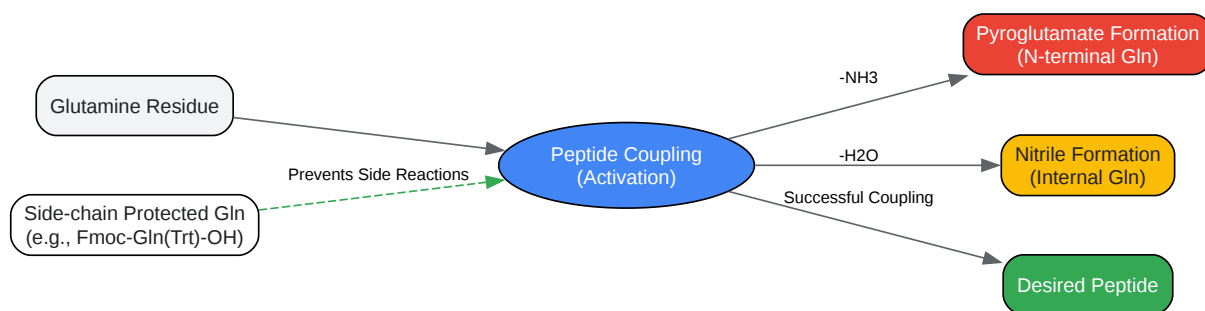 Pyroglutamate Formation
(N-terminal Gln)
-NH3
Glutamine Residue
Peptide Coupling
(Activation)
-H2O
Nitrile Formation
(Internal Gln)
Prevents Side Reactions
Successful Coupling
Side-chain Protected Gln
(e.g., Fmoc-Gln(Trt)-OH)
Desired Peptide